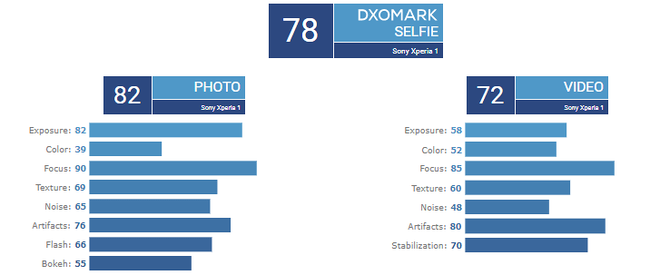 78
DXOMARK
SELFIE
Sony Xperia 1
82
PHOTO
Sony Xperia 1
Exposure: 82
Color: 39
Focus: 90
Texture: 69
Noise: 65
Artifacts: 76
Flash: 66
Bokeh: 55
72
VIDEO
Sony Xperia 1
Exposure: 58
Color: 52
Focus: 85
Texture: 60
Noise: 48
Artifacts: 80
Stabilization: 70